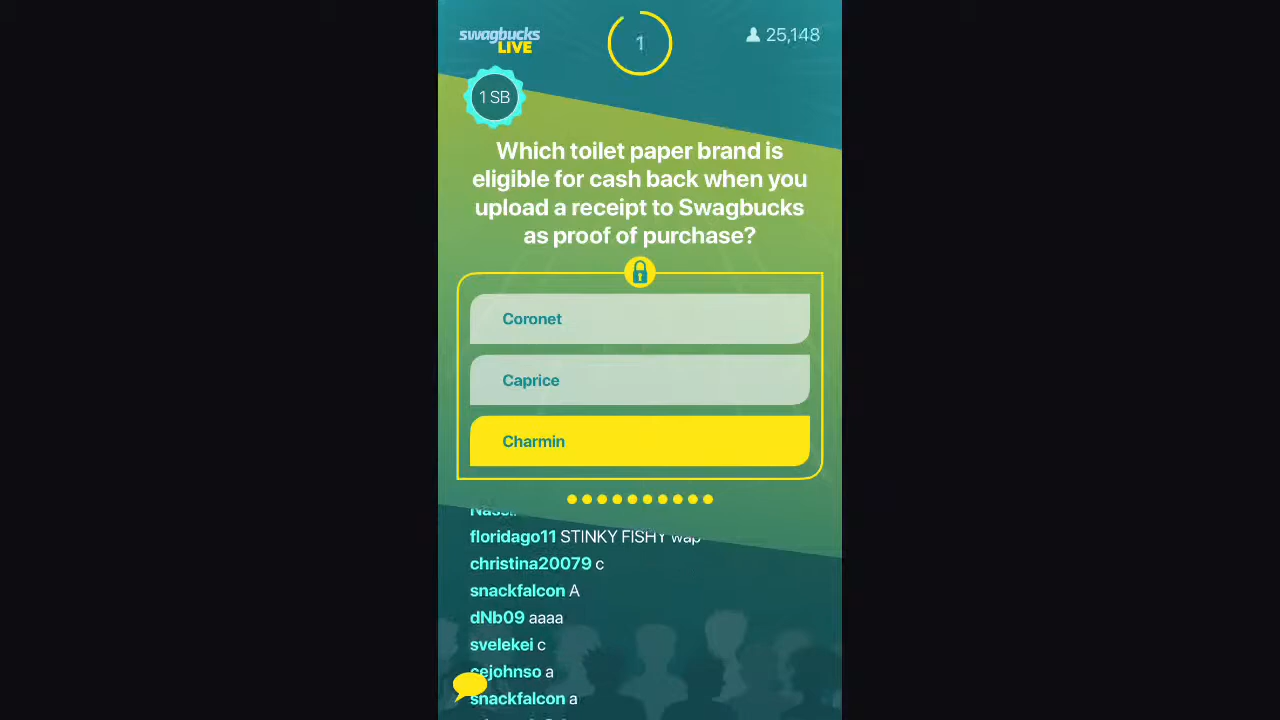 swagbucks
LIVE
1
25,148
1 SB
Which toilet paper brand is
eligible for cash back when you
upload a receipt to Swagbucks
as proof of purchase?
Coronet
Caprice
Charmin
floridago11 STINKY FISHY wap
christina20079 c
snackfalcon A
dNb09 aaaa
svelekei c
cejohnso a
snackfalcon a